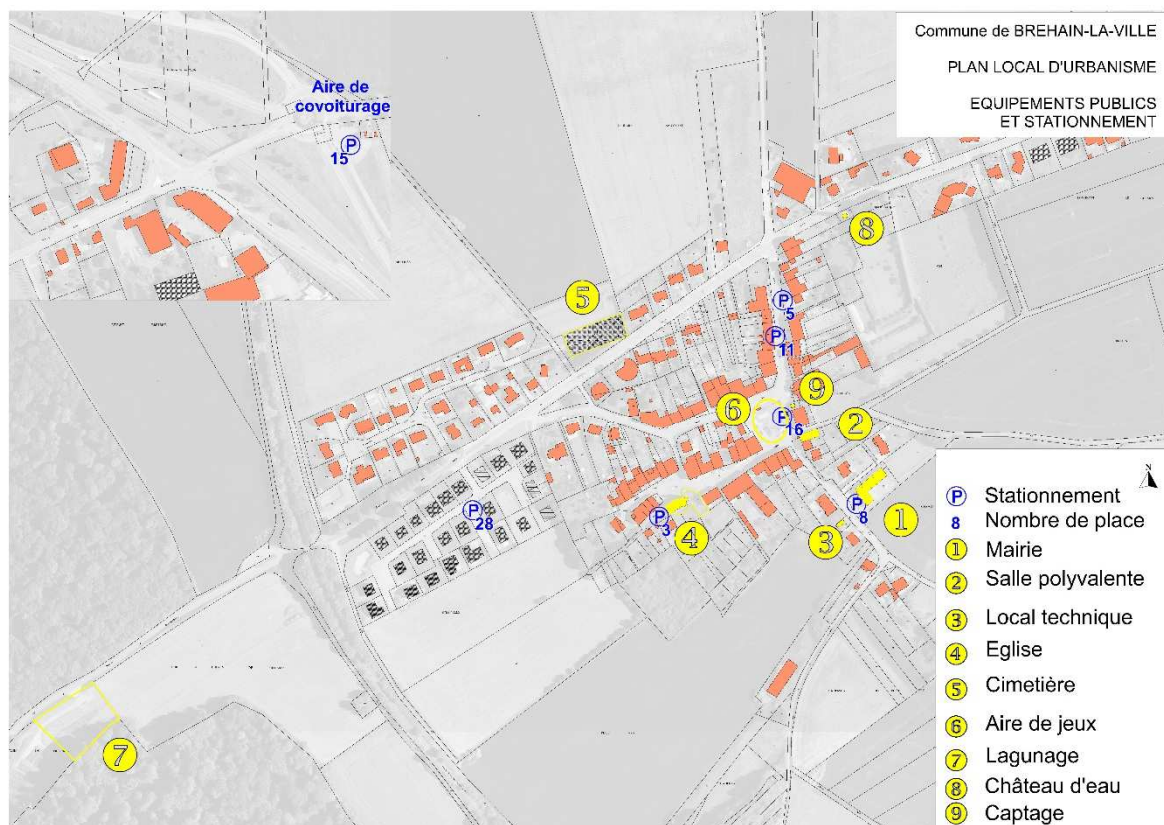 Commune de BREHAIN-LA-VILLE
PLAN LOCAL D'URBANISME
EQUIPEMENTS PUBLICS
ET STATIONNEMENT
Aire de
covoiturage
P
15
8
5
P
5
P
11
9
6
P
16
2
P
28
P
3
4
P
8
3
1
7
P Stationnement
8 Nombre de place
1 Mairie
2 Salle polyvalente
3 Local technique
4 Eglise
5 Cimetière
6 Aire de jeux
7 Lagunage
8 Château d'eau
9 Captage
N